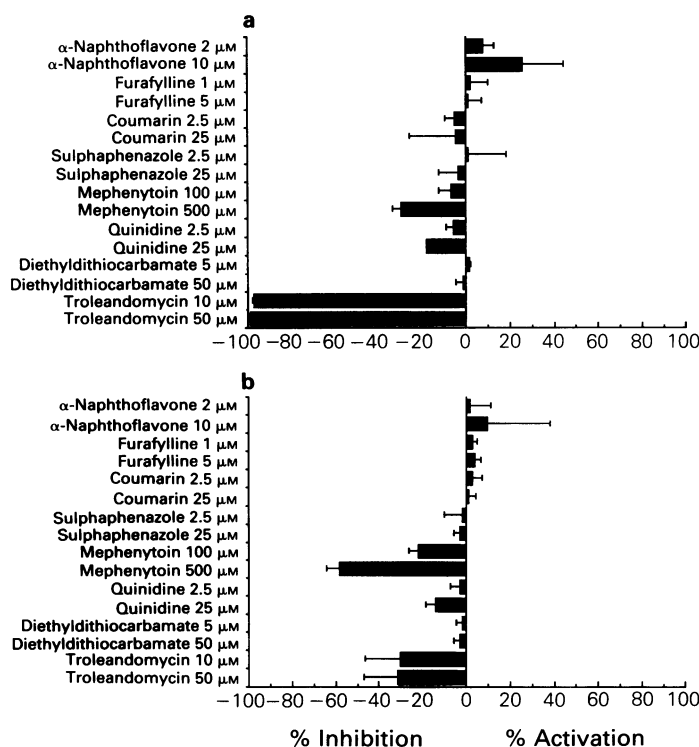 a
α-Naphthoflavone 2 μM
α-Naphthoflavone 10 μM
Furafylline 1 μM
Furafylline 5 μM
Coumarin 2.5 μM
Coumarin 25 μM
Sulphaphenazole 2.5 μM
Sulphaphenazole 25 μM
Mephenytoin 100 μM
Mephenytoin 500 μM
Quinidine 2.5 μM
Quinidine 25 μM
Diethyldithiocarbamate 5 μM
Diethyldithiocarbamate 50 μM
Troleandomycin 10 μM
Troleandomycin 50 μM
−100 −80 −60 −40 −20 0 20 40 60 80 100
b
α-Naphthoflavone 2 μM
α-Naphthoflavone 10 μM
Furafylline 1 μM
Furafylline 5 μM
Coumarin 2.5 μM
Coumarin 25 μM
Sulphaphenazole 2.5 μM
Sulphaphenazole 25 μM
Mephenytoin 100 μM
Mephenytoin 500 μM
Quinidine 2.5 μM
Quinidine 25 μM
Diethyldithiocarbamate 5 μM
Diethyldithiocarbamate 50 μM
Troleandomycin 10 μM
Troleandomycin 50 μM
−100 −80 −60 −40 −20 0 20 40 60 80 100
% Inhibition % Activation